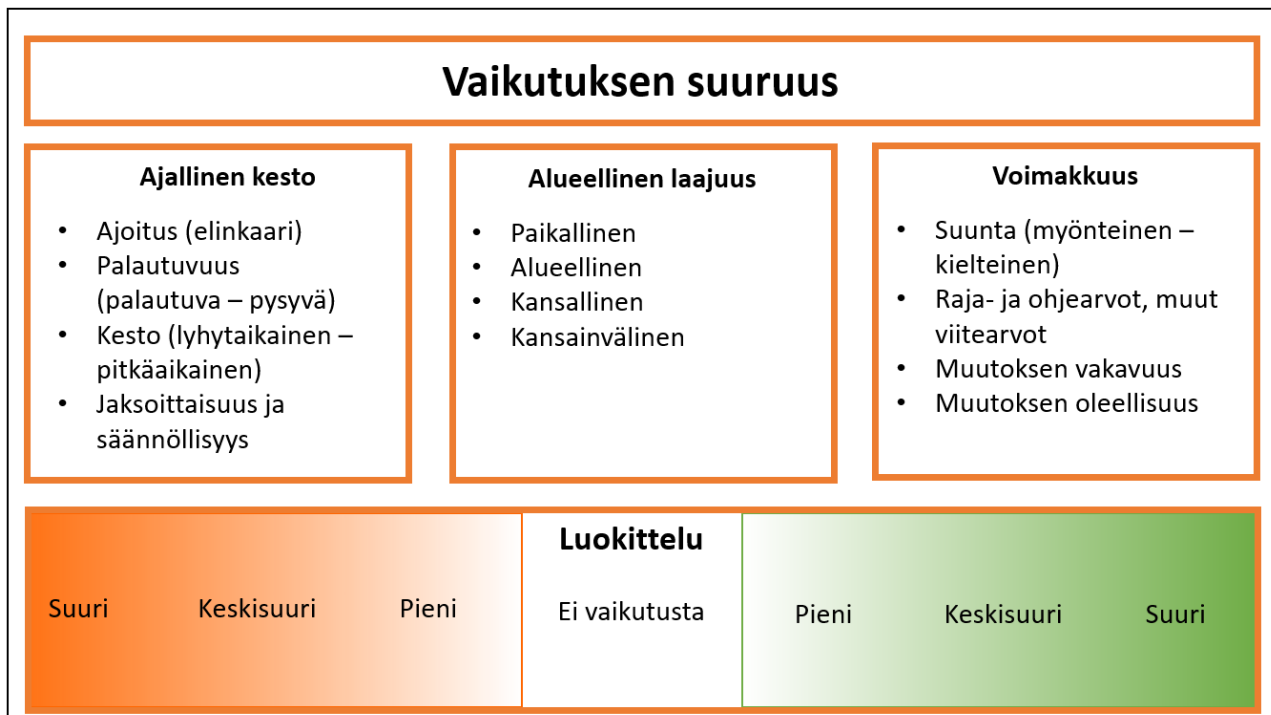 Vaikutuksen suuruus
Ajallinen kesto
• Ajoitus (elinkaari)
• Palautuvuus
(palautuva – pysyvä)
• Kesto (lyhytaikainen –
pitkäaikainen)
• Jaksoittaisuus ja
säännöllisyys
Alueellinen laajuus
• Paikallinen
• Alueellinen
• Kansallinen
• Kansainvälinen
Voimakkuus
• Suunta (myönteinen –
kielteinen)
• Raja- ja ohjearvot, muut
viitearvot
• Muutoksen vakavuus
• Muutoksen oleellisuus
Luokittelu
Suuri Keskisuuri Pieni Ei vaikutusta Pieni Keskisuuri Suuri